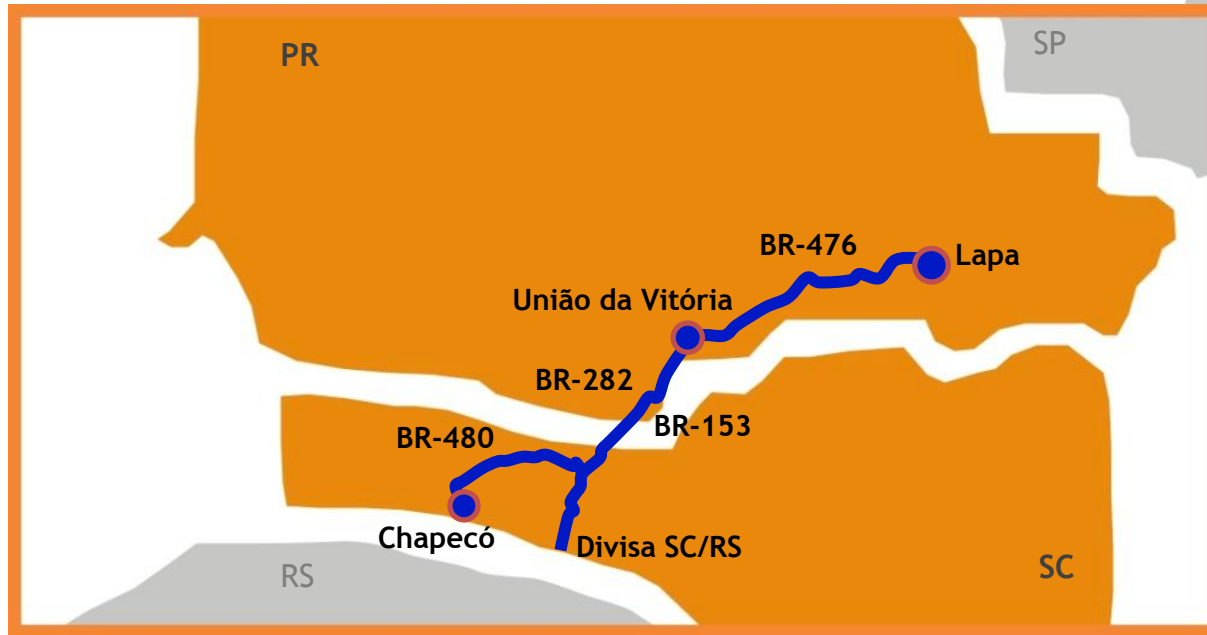 PR
SP
BR-476
Lapa
União da Vitória
BR-282
BR-153
BR-480
Chapecó
Divisa SC/RS
RS
SC